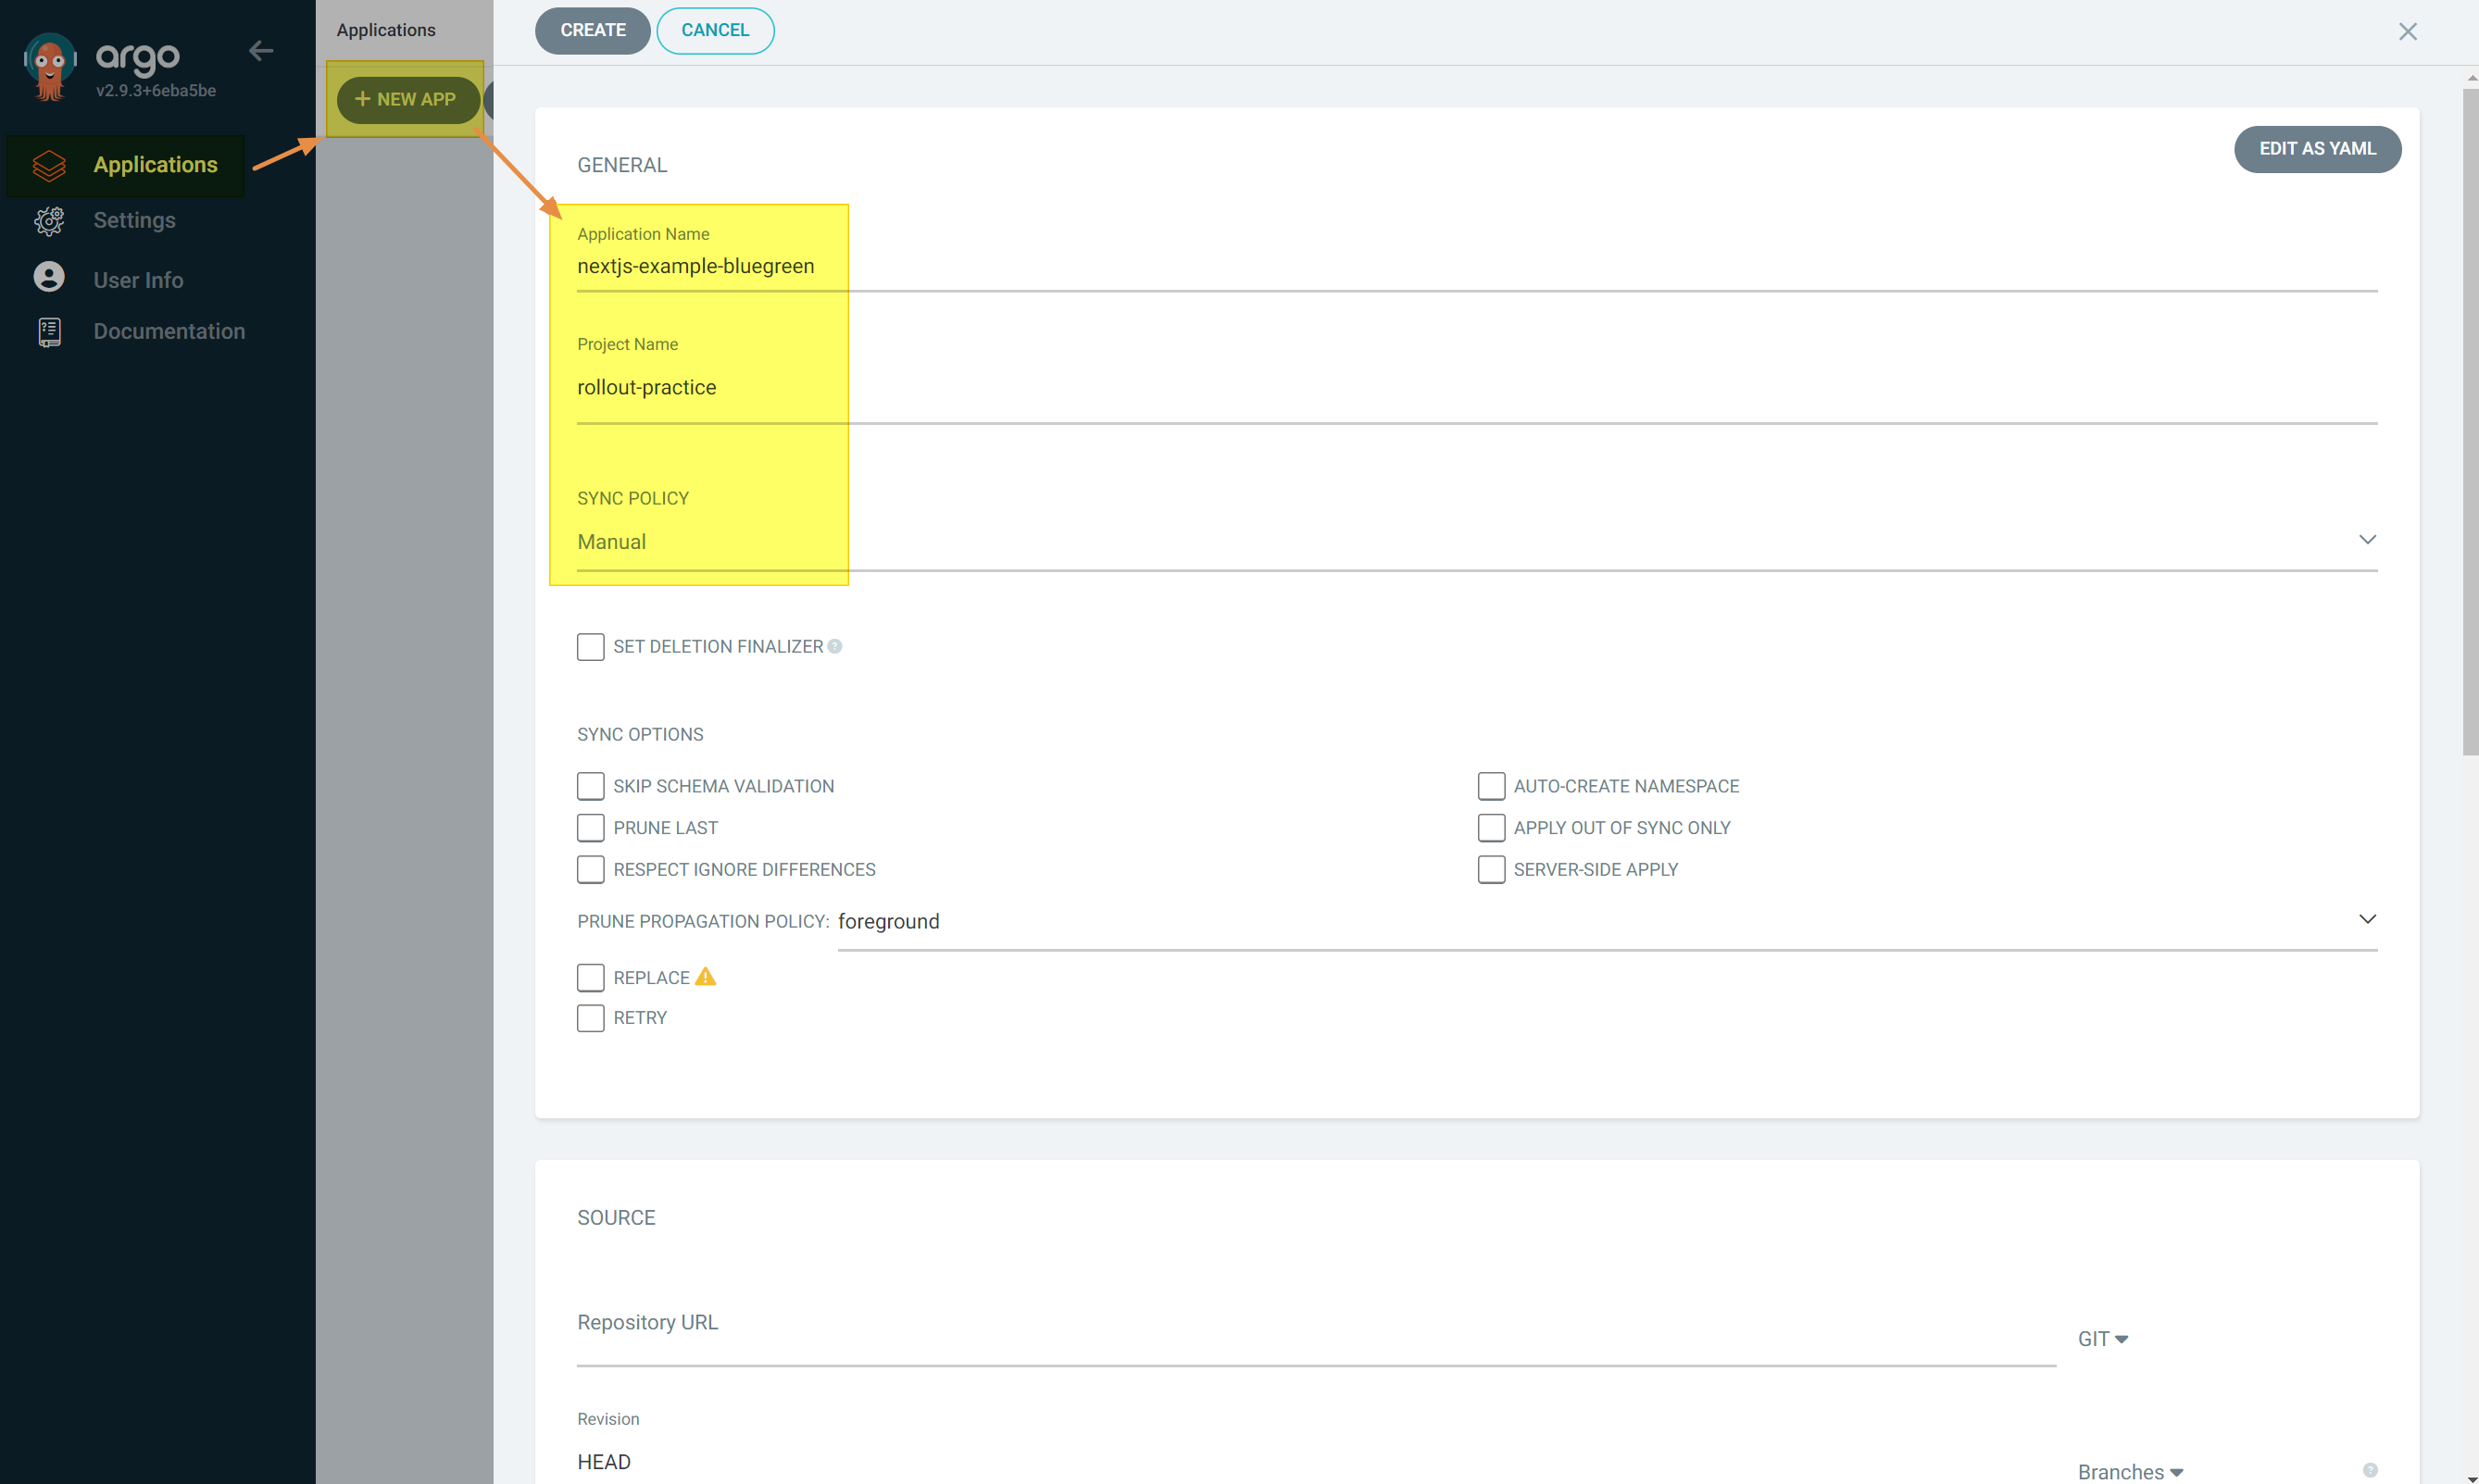 argo
v2.9.3+6eba5be
Applications
Settings
User Info
Documentation
Applications
NEW APP
CREATE
CANCEL
GENERAL
EDIT AS YAML
Application Name
nextjs-example-bluegreen
Project Name
rollout-practice
SYNC POLICY
Manual
SET DELETION FINALIZER
SYNC OPTIONS
SKIP SCHEMA VALIDATION
AUTO-CREATE NAMESPACE
PRUNE LAST
APPLY OUT OF SYNC ONLY
RESPECT IGNORE DIFFERENCES
SERVER-SIDE APPLY
PRUNE PROPAGATION POLICY: foreground
REPLACE
RETRY
SOURCE
Repository URL
GIT
Revision
HEAD
Branches